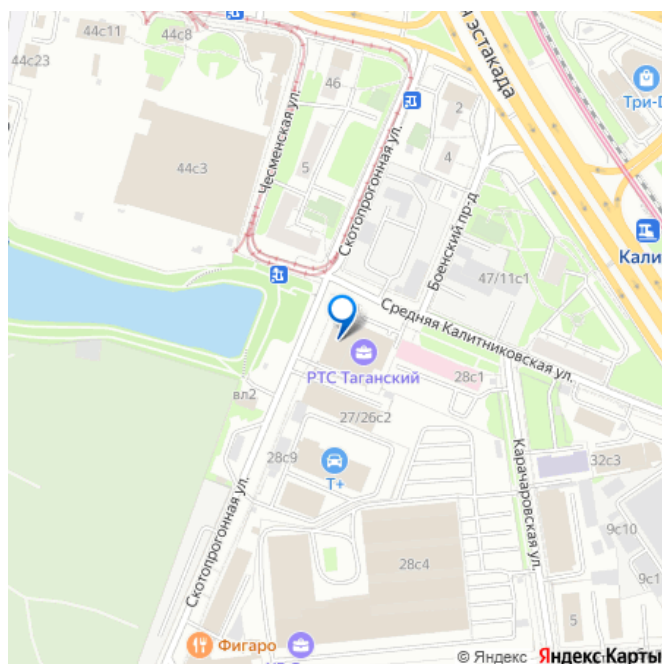 44с11
44с8
44с23
46
я эстакада
2
Три-D
Чесменская ул.
4
44с3
5
Скотопрогонная ул.
Боенский пр-д
47/11с1
Кали
Средняя Калитниковская ул.
РТС Таганский
28с1
вл2
27/26с2
28с9
Т+
32с3
Карачаровская ул.
Скотопрогонная ул.
9с10
28с4
9с1
5
Фигаро
© Яндекс Яндекс Карты